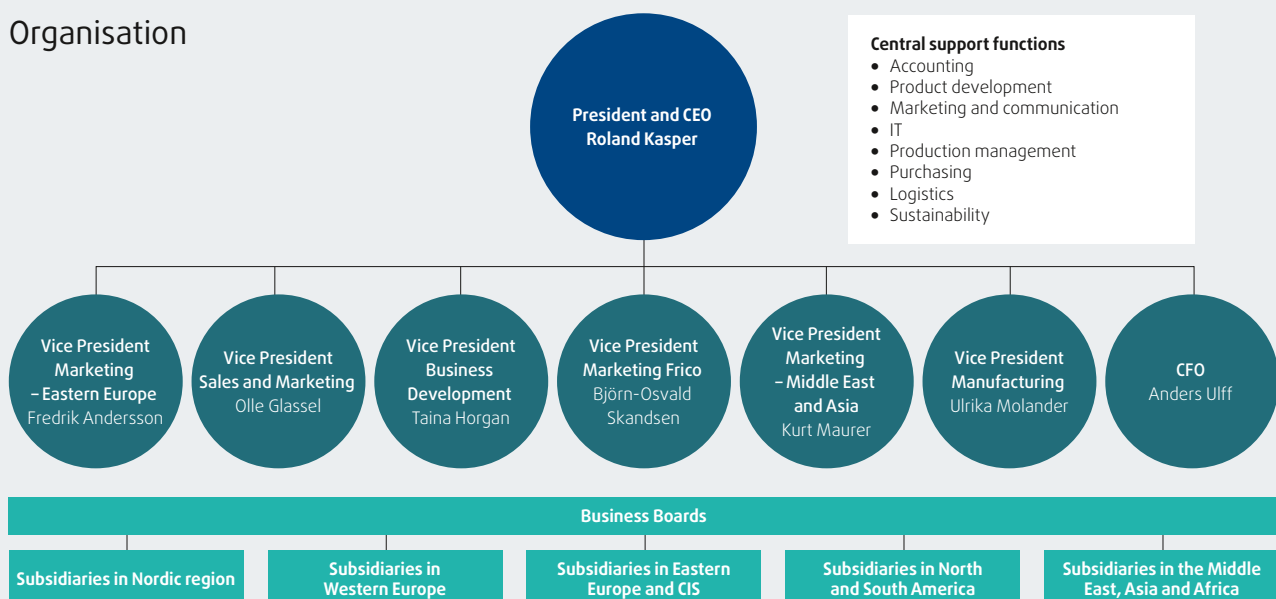 Organisation
President and CEO
Roland Kasper
Central support functions
• Accounting
• Product development
• Marketing and communication
• IT
• Production management
• Purchasing
• Logistics
• Sustainability
Vice President
Marketing
– Eastern Europe
Fredrik Andersson
Vice President
Sales and Marketing
Olle Glassel
Vice President
Business
Development
Taina Horgan
Vice President
Marketing Frico
Björn-Osvald
Skandsen
Vice President
Marketing
– Middle East
and Asia
Kurt Maurer
Vice President
Manufacturing
Ulrika Molander
CFO
Anders Ulff
Business Boards
Subsidiaries in Nordic region
Subsidiaries in
Western Europe
Subsidiaries in Eastern
Europe and CIS
Subsidiaries in North
and South America
Subsidiaries in the Middle
East, Asia and Africa